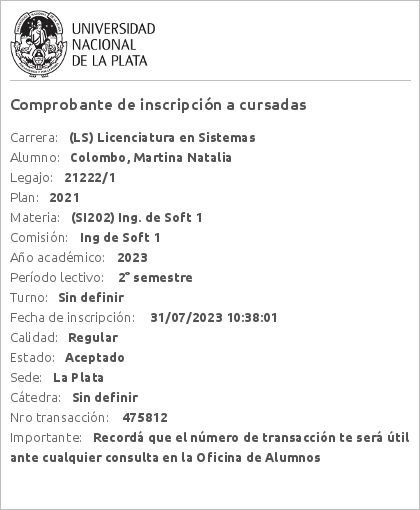 UNIVERSIDAD
NACIONAL
DE LA PLATA
Comprobante de inscripción a cursadas
Carrera: (LS) Licenciatura en Sistemas
Alumno: Colombo, Martina Natalia
Legajo: 21222/1
Plan: 2021
Materia: (SI202) Ing. de Soft 1
Comisión: Ing de Soft 1
Año académico: 2023
Período lectivo: 2° semestre
Turno: Sin definir
Fecha de inscripción: 31/07/2023 10:38:01
Calidad: Regular
Estado: Aceptado
Sede: La Plata
Cátedra: Sin definir
Nro transacción: 475812
Importante: Recordá que el número de transacción te será útil
ante cualquier consulta en la Oficina de Alumnos